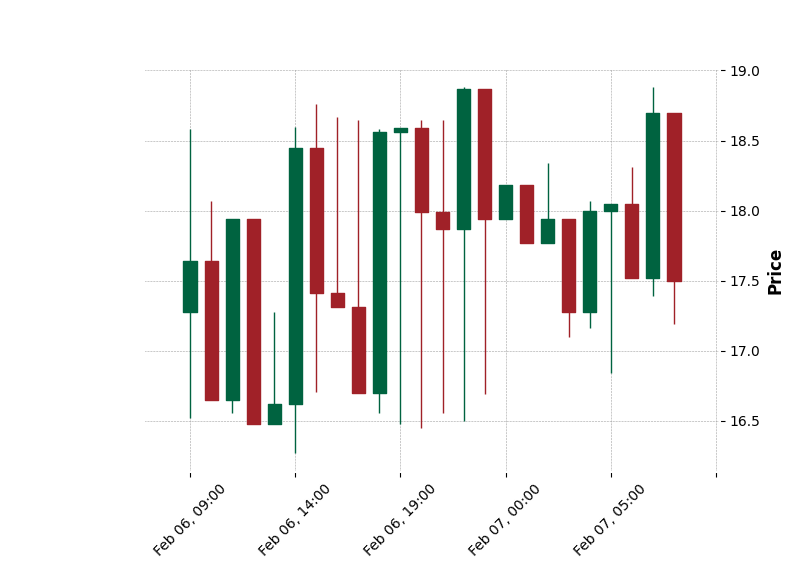 19.0
18.5
18.0
17.5
17.0
16.5
Price
Feb 06, 09:00
Feb 06, 14:00
Feb 06, 19:00
Feb 07, 00:00
Feb 07, 05:00